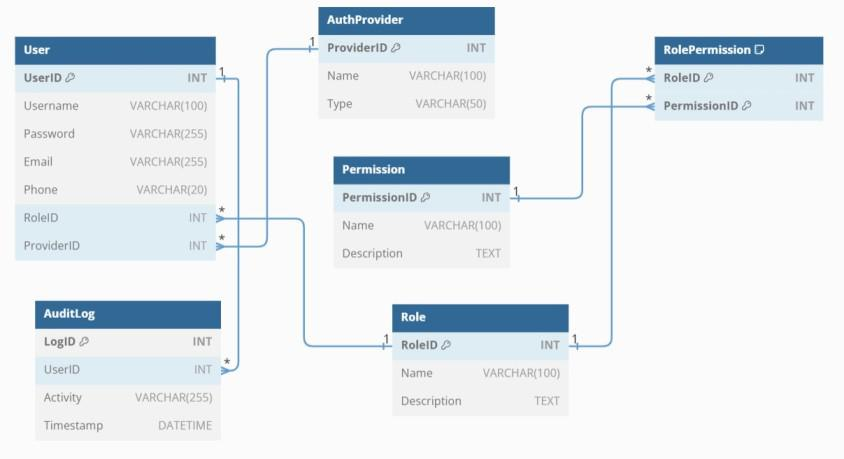 User
UserID INT
Username VARCHAR(100)
Password VARCHAR(255)
Email VARCHAR(255)
Phone VARCHAR(20)
RoleID INT
ProviderID INT
1
*
*
AuthProvider
ProviderID INT
Name VARCHAR(100)
Type VARCHAR(50)
1
RolePermission
RoleID INT
PermissionID INT
*
*
Permission
PermissionID INT
Name VARCHAR(100)
Description TEXT
1
AuditLog
LogID INT
UserID INT
Activity VARCHAR(255)
Timestamp DATETIME
*
Role
RoleID INT
Name VARCHAR(100)
Description TEXT
1
1